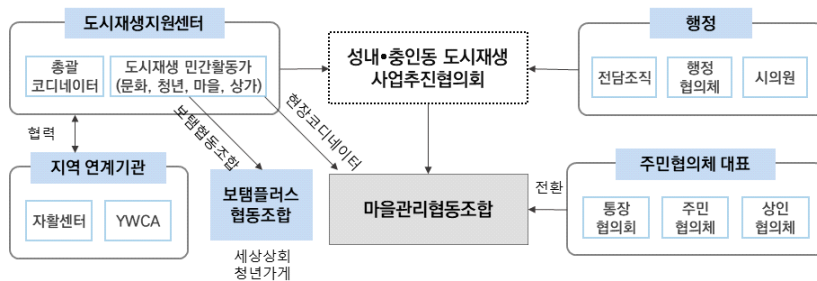 도시재생지원센터
총괄
코디네이터
도시재생 민간활동가
(문화, 청년, 마을, 상가)
성내•충인동 도시재생
사업추진협의회
행정
전담조직
행정
협의체
시의원
협력
보탬협동조합
현장코디네이터
지역 연계기관
자활센터
YWCA
보탬플러스
협동조합
세상상회
청년가게
마을관리협동조합
전환
주민협의체 대표
통장
협의회
주민
협의체
상인
협의체